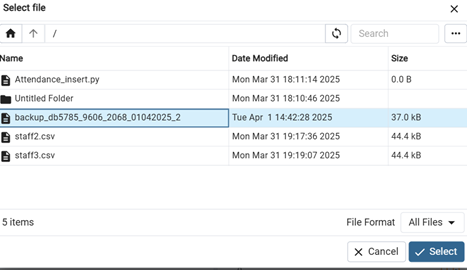 Select file
/
Search
Name Date Modified Size
Attendance_insert.py Mon Mar 31 18:11:14 2025 0.0 B
Untitled Folder Mon Mar 31 18:10:46 2025
backup_db5785_9606_2068_01042025_2 Tue Apr 1 14:42:28 2025 37.0 kB
staff2.csv Mon Mar 31 19:17:36 2025 44.4 kB
staff3.csv Mon Mar 31 19:19:07 2025 44.4 kB
5 items File Format All Files
Cancel Select